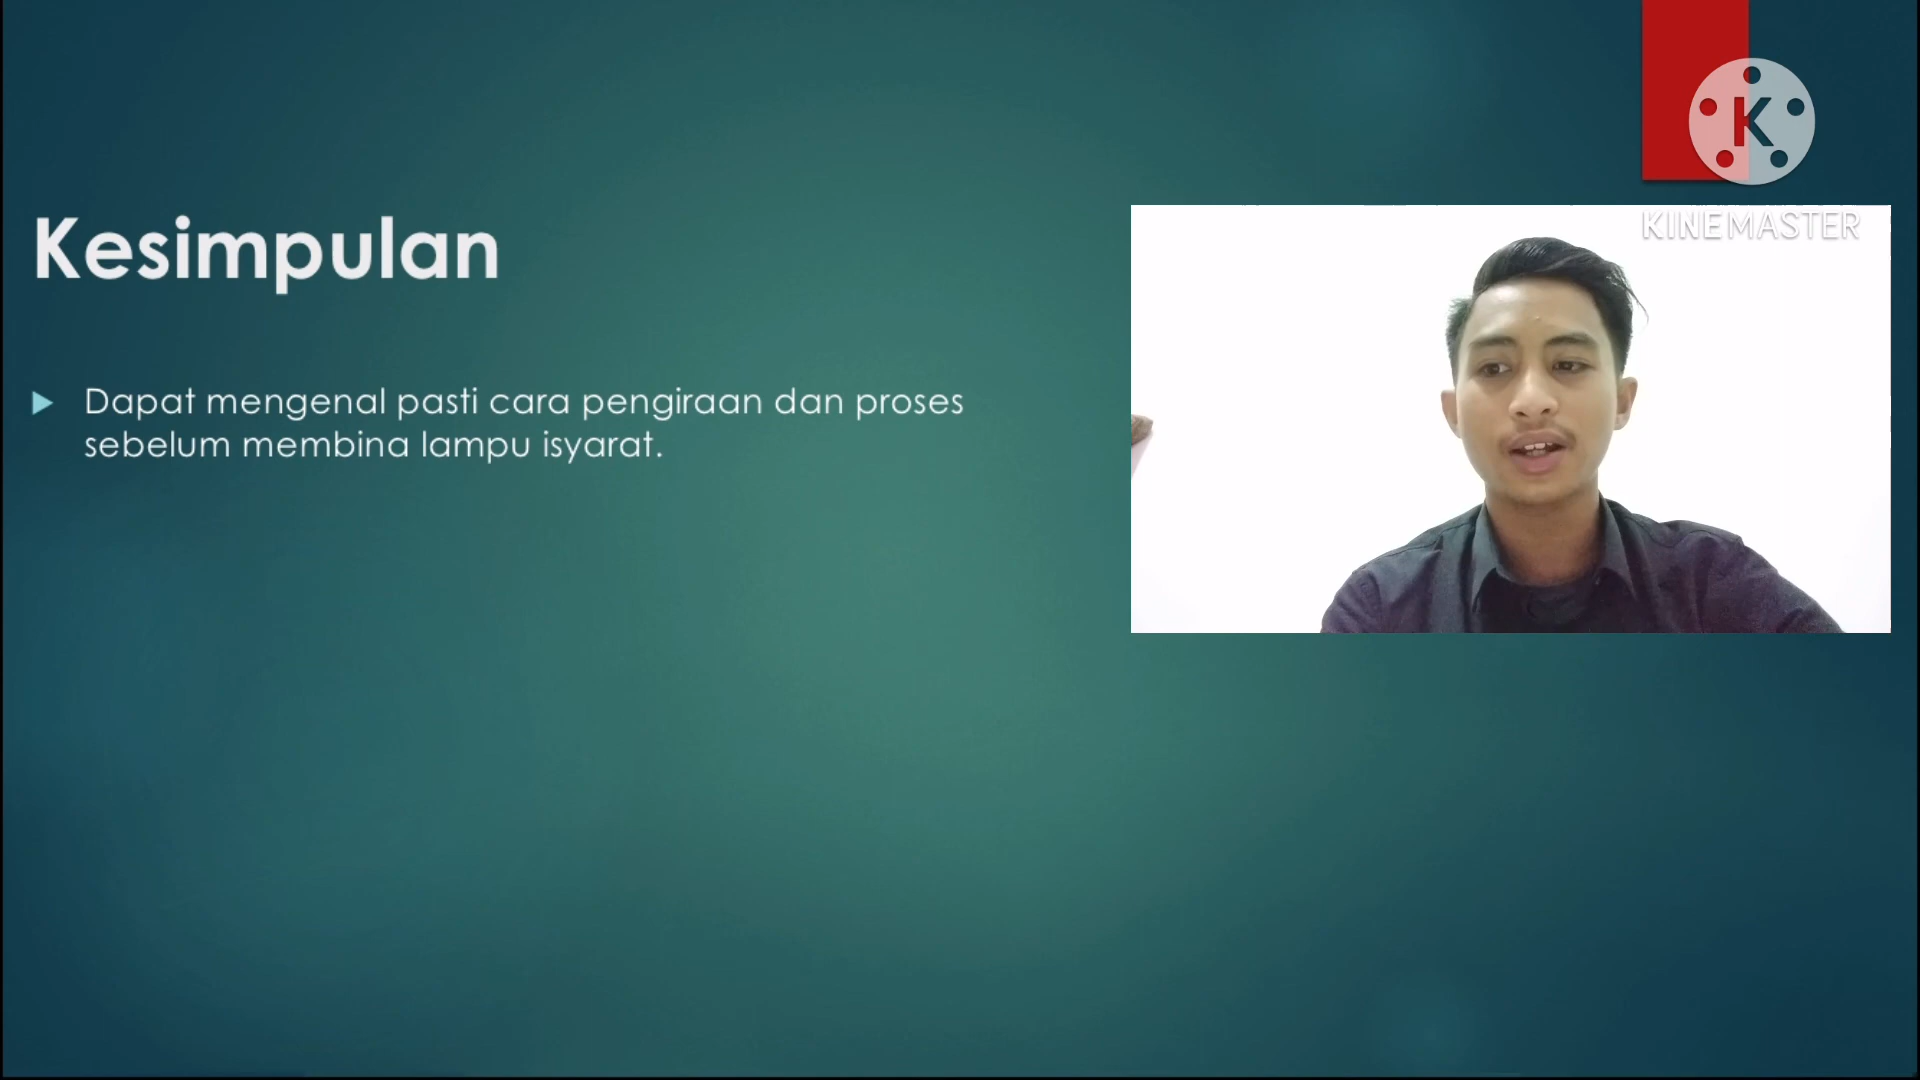 K
KINEMASTER
Kesimpulan
Dapat mengenal pasti cara pengiraan dan proses
sebelum membina lampu isyarat.